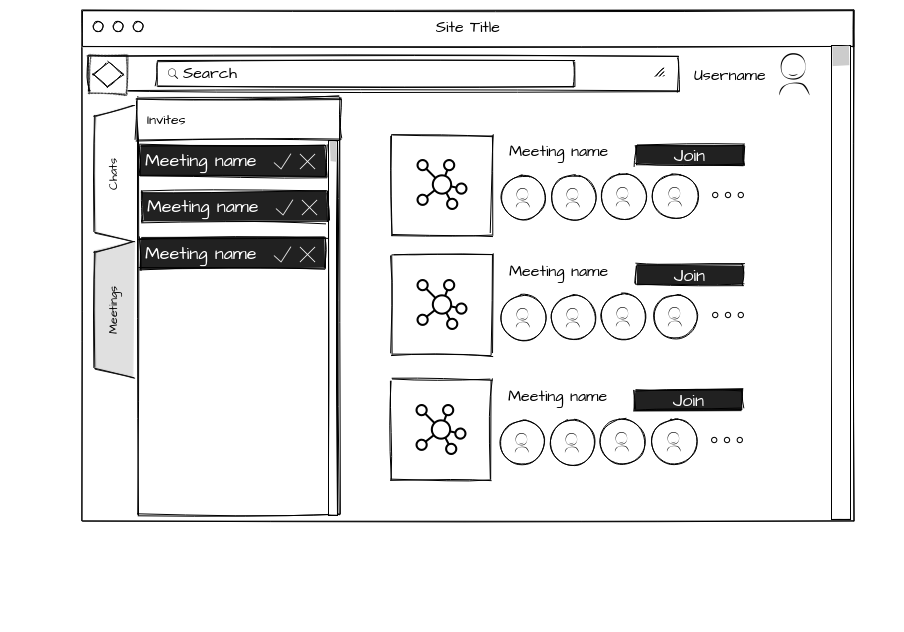 Site Title
Search
Username
Invites
Chats
Meetings
Meeting name
Meeting name
Meeting name
Meeting name
Join
Meeting name
Join
Meeting name
Join